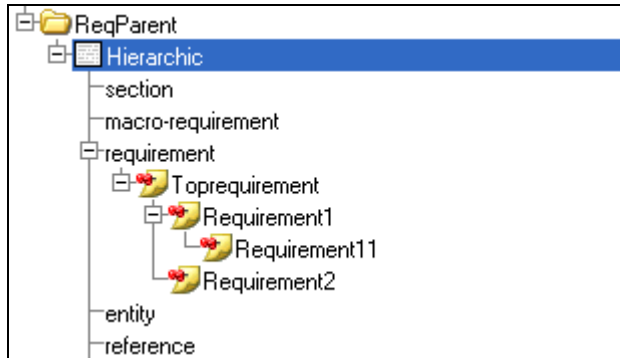 ReqParent
Hierarchic
section
macro-requirement
requirement
Toprequirement
Requirement1
Requirement11
Requirement2
entity
reference